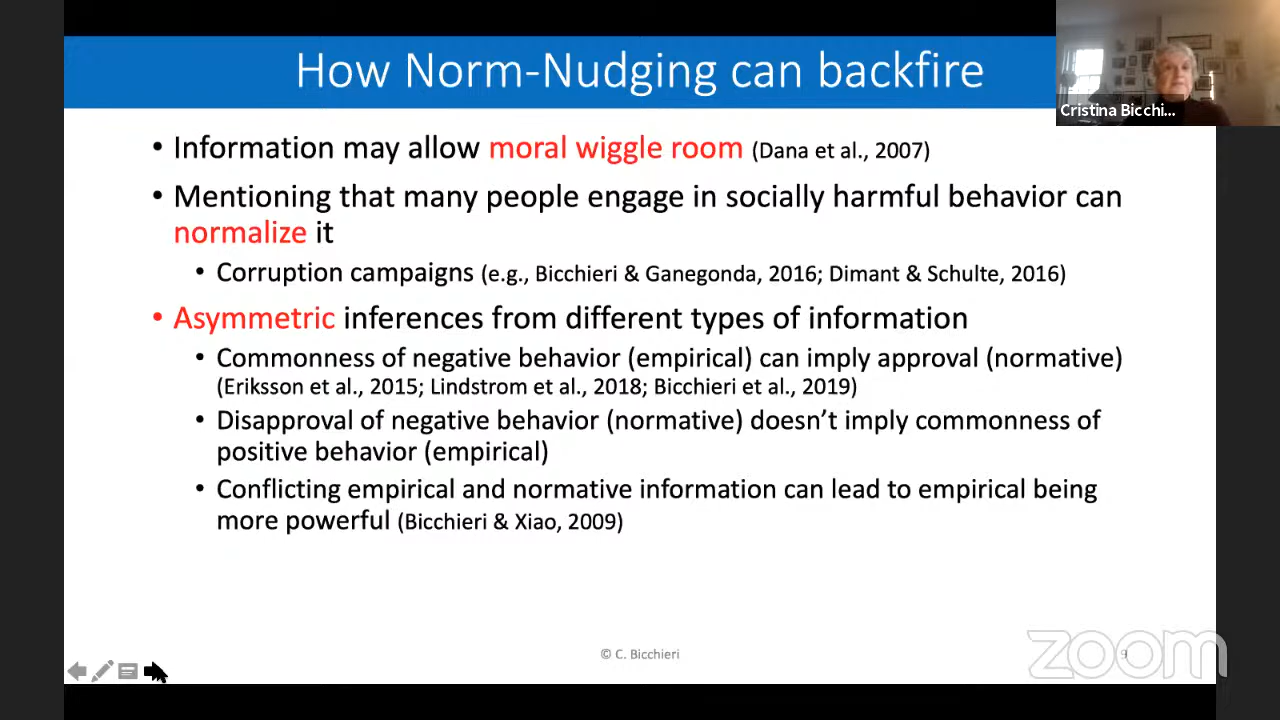 How Norm-Nudging can backfire
Cristina Bicchi...
• Information may allow moral wiggle room (Dana et al., 2007)
• Mentioning that many people engage in socially harmful behavior can
normalize it
• Corruption campaigns (e.g., Bicchieri & Ganegonda, 2016; Dimant & Schulte, 2016)
• Asymmetric inferences from different types of information
• Commonness of negative behavior (empirical) can imply approval (normative)
(Eriksson et al., 2015; Lindstrom et al., 2018; Bicchieri et al., 2019)
• Disapproval of negative behavior (normative) doesn’t imply commonness of
positive behavior (empirical)
• Conflicting empirical and normative information can lead to empirical being
more powerful (Bicchieri & Xiao, 2009)
© C. Bicchieri
9
zoom